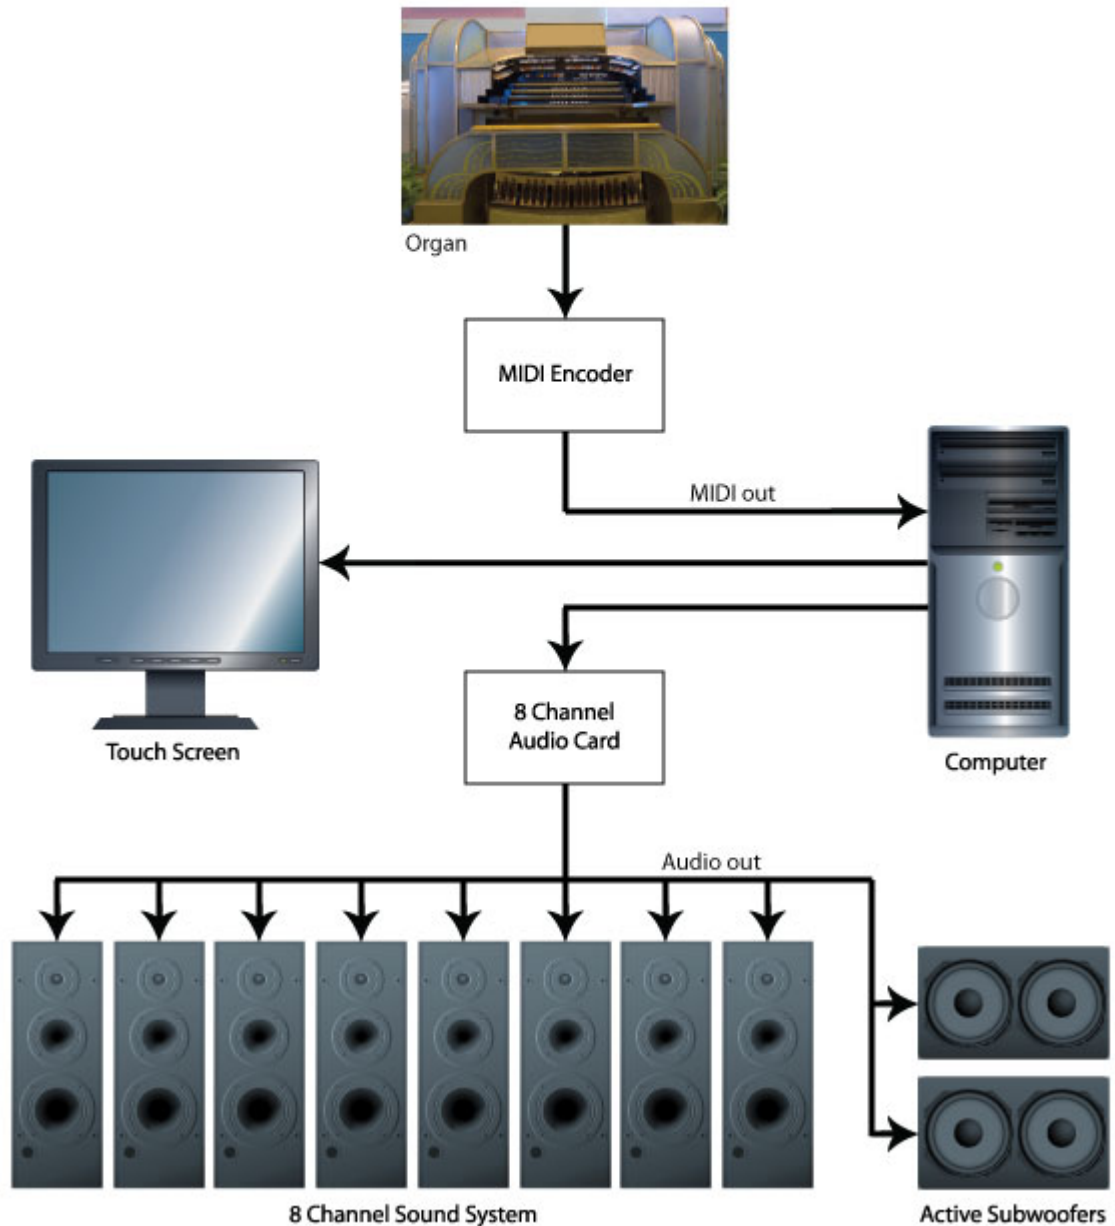 Organ
MIDI Encoder
MIDI out
Touch Screen
8 Channel
Audio Card
Computer
Audio out
8 Channel Sound System
Active Subwoofers